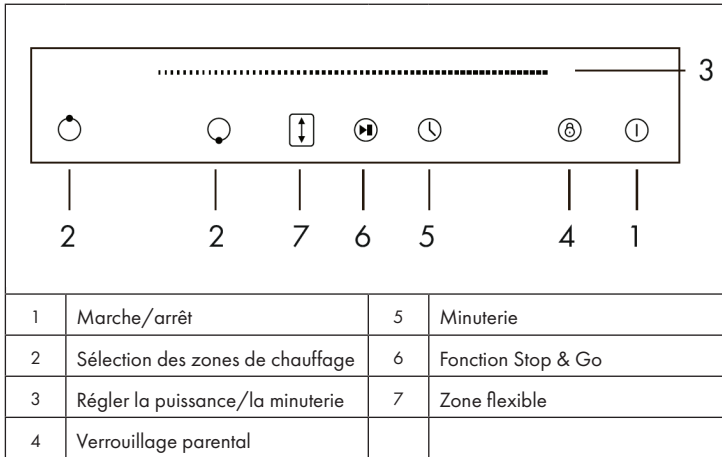 3
2 2 7 6 5 4 1
1 Marche/arrêt 5 Minuterie
2 Sélection des zones de chauffage 6 Fonction Stop & Go
3 Régler la puissance/la minuterie 7 Zone flexible
4 Verrouillage parental